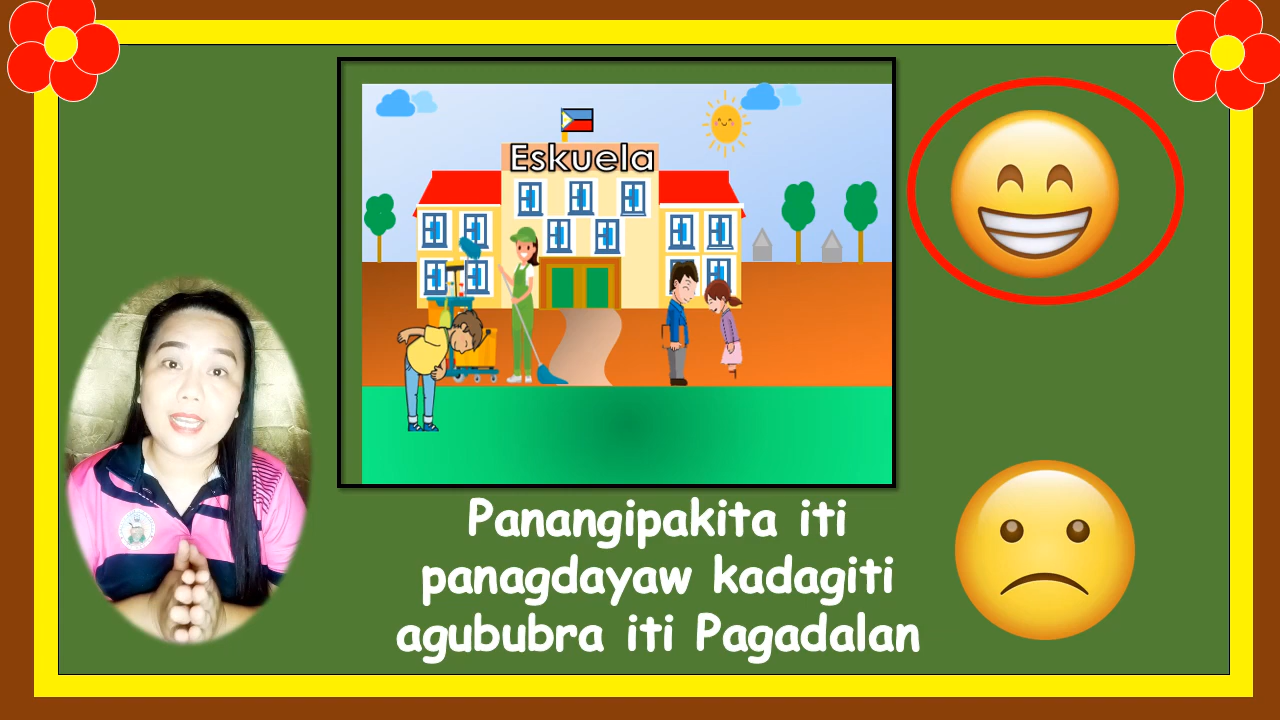 Eskuela
Panangipakita iti
panagdayaw kadagiti
agububra iti Pagadalan